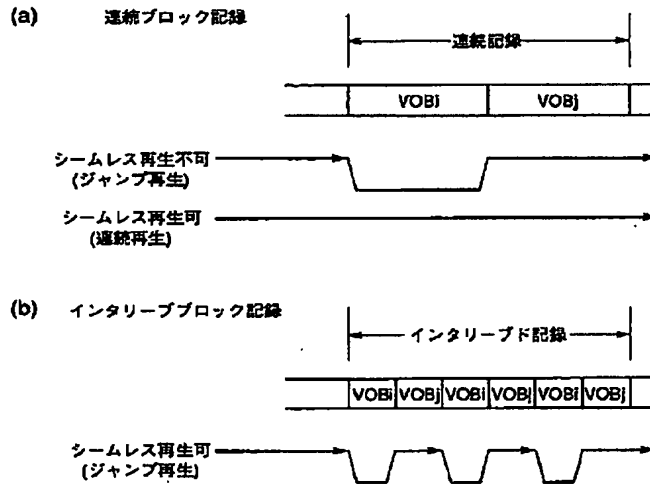 (a) 連続ブロック記録
連続記録
VOBi VOBj
シームレス再生不可
(ジャンプ再生)
シームレス再生可
(連続再生)
(b) インタリーブブロック記録
インタリーブド記録
VOBi VOBj VOBi VOBj VOBi VOBj
シームレス再生可
(ジャンプ再生)